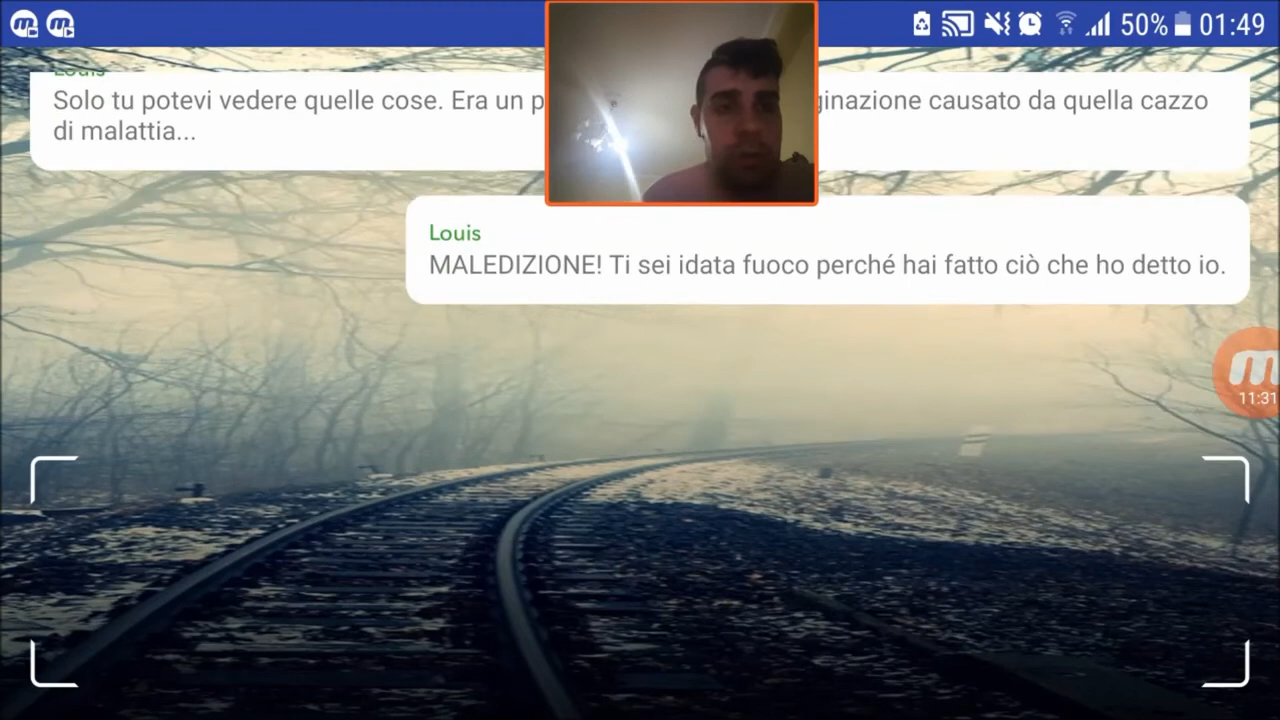 50% 01:49
Louis
Solo tu potevi vedere quelle cose. Era un p ginazione causato da quella cazzo
di malattia...
Louis
MALEDIZIONE! Ti sei idata fuoco perché hai fatto ciò che ho detto io.
11:31